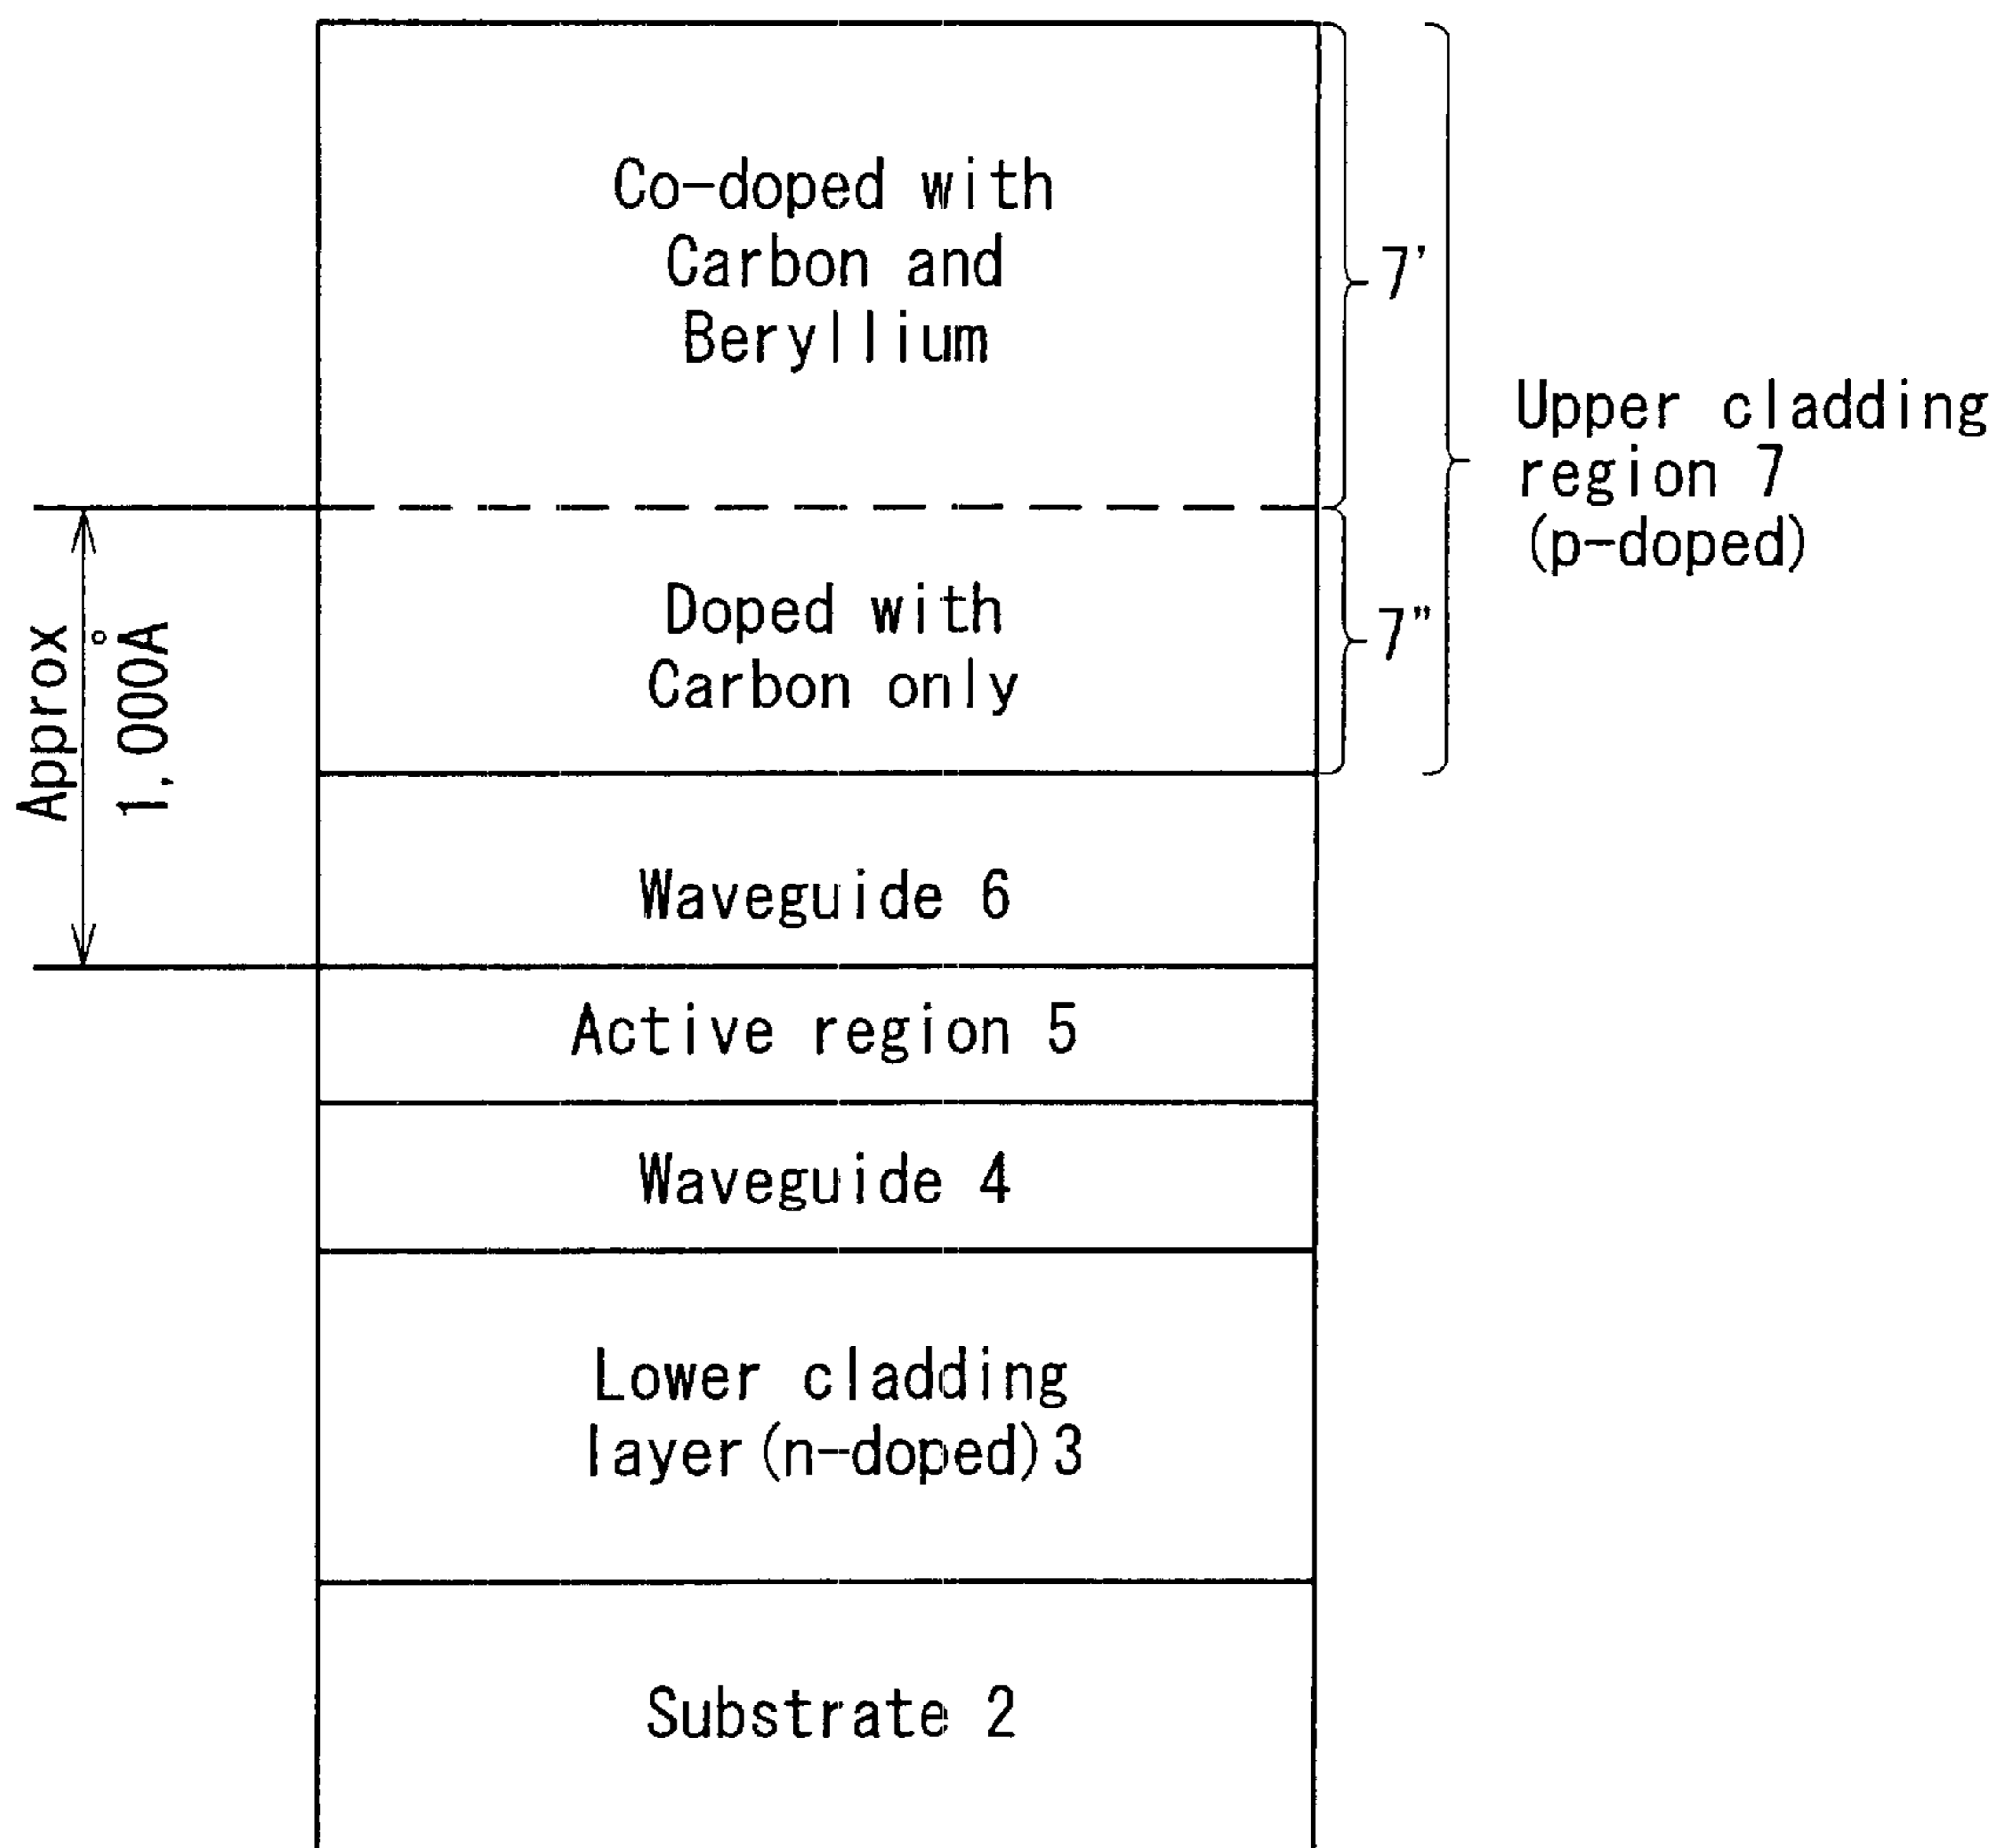 Co-doped with
Carbon and
Beryllium
7'
Upper cladding
region 7
(p-doped)
Approx
1,000Å
Doped with
Carbon only
7"
Waveguide 6
Active region 5
Waveguide 4
Lower cladding
layer(n-doped)3
Substrate 2